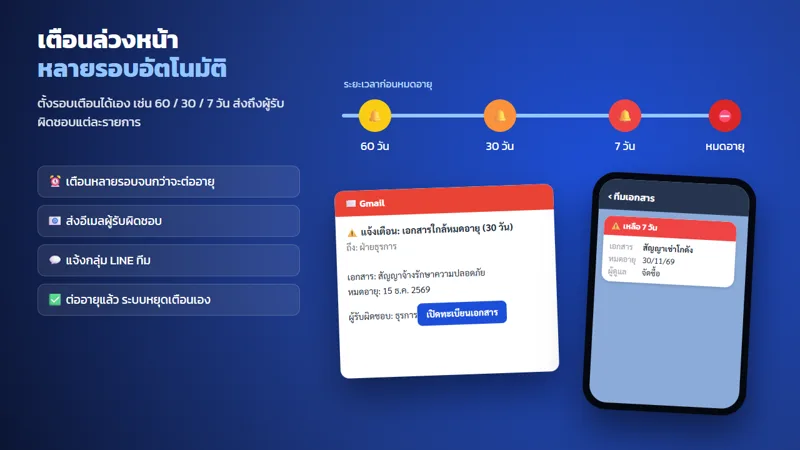 เตือนล่วงหน้า
หลายรอบอัตโนมัติ
ตั้งรอบเตือนได้เอง เช่น 60 / 30 / 7 วัน ส่งถึงผู้รับ
ผิดชอบแต่ละรายการ
เตือนหลายรอบจนกว่าจะต่ออายุ
ส่งอีเมลผู้รับผิดชอบ
แจ้งกลุ่ม LINE ทีม
ต่ออายุแล้ว ระบบหยุดเตือนเอง
ระยะเวลาก่อนหมดอายุ
60 วัน
30 วัน
7 วัน
หมดอายุ
Gmail
แจ้งเตือน: เอกสารใกล้หมดอายุ (30 วัน)
ถึง: ฝ่ายธุรการ
เอกสาร: สัญญาจ้างรักษาความปลอดภัย
หมดอายุ: 15 ธ.ค. 2569
ผู้รับผิดชอบ: ธุรการ
เปิดทะเบียนเอกสาร
‹ ทีมเอกสาร
เหลือ 7 วัน
เอกสาร สัญญาเช่าโกดัง
หมดอายุ 30/11/69
ผู้ดูแล จัดซื้อ